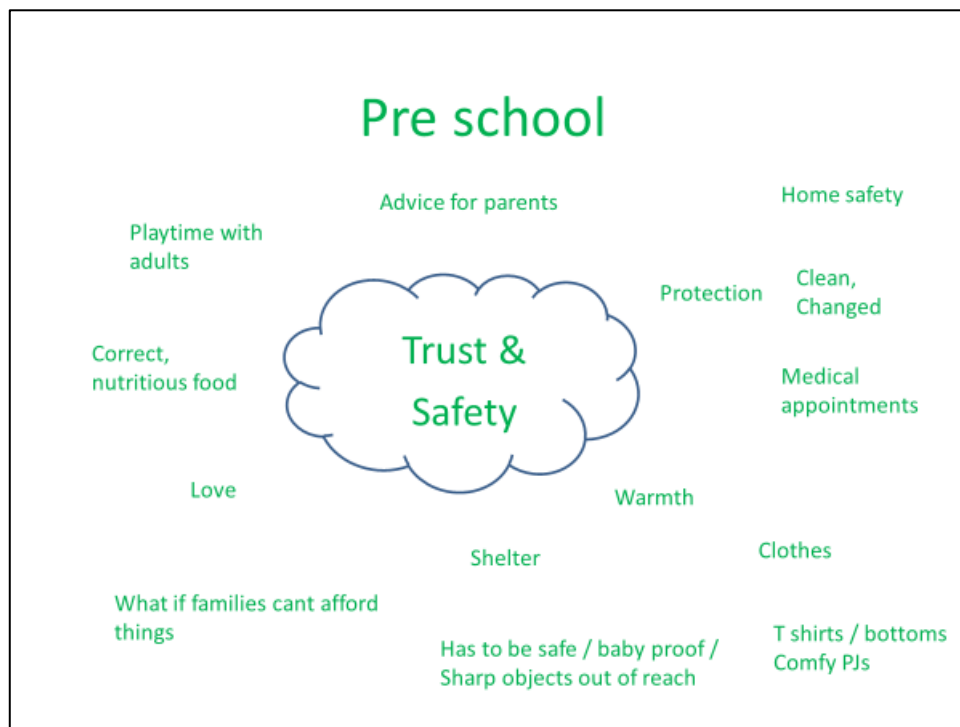 Pre school
Advice for parents
Home safety
Playtime with
adults
Protection
Clean,
Changed
Trust &
Safety
Correct,
nutritious food
Medical
appointments
Love
Warmth
Shelter
Clothes
What if families cant afford
things
Has to be safe / baby proof /
Sharp objects out of reach
T shirts / bottoms
Comfy PJs